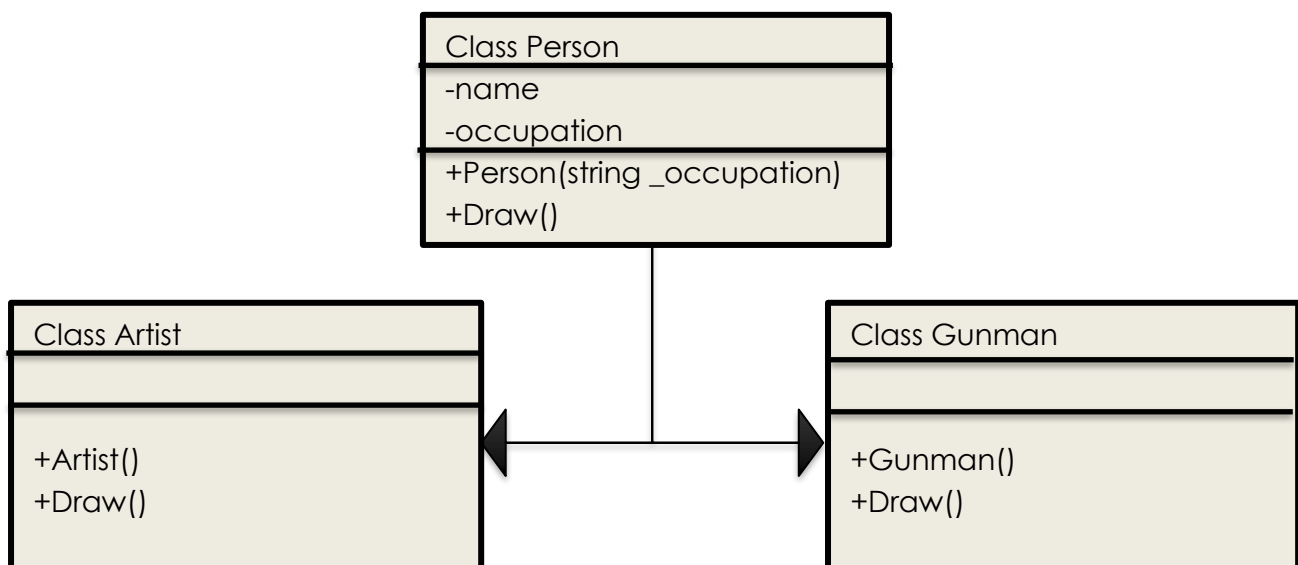 Class Person
-name
-occupation
+Person(string _occupation)
+Draw()
Class Artist
+Artist()
+Draw()
Class Gunman
+Gunman()
+Draw()